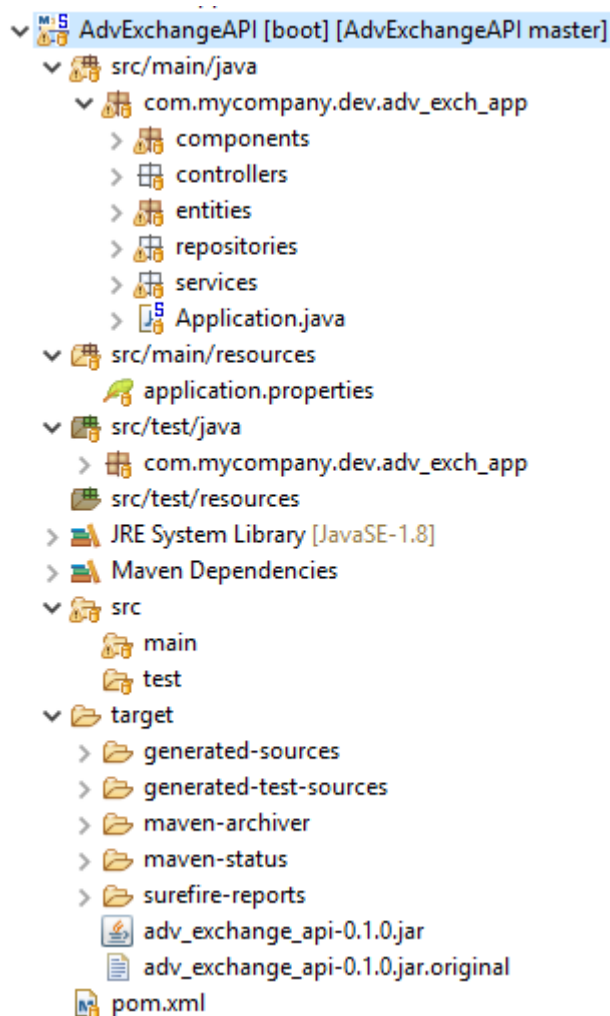 AdvExchangeAPI [boot] [AdvExchangeAPI master]
src/main/java
com.mycompany.dev.adv_exch_app
components
controllers
entities
repositories
services
Application.java
src/main/resources
application.properties
src/test/java
com.mycompany.dev.adv_exch_app
src/test/resources
JRE System Library [JavaSE-1.8]
Maven Dependencies
src
main
test
target
generated-sources
generated-test-sources
maven-archiver
maven-status
surefire-reports
adv_exchange_api-0.1.0.jar
adv_exchange_api-0.1.0.jar.original
pom.xml